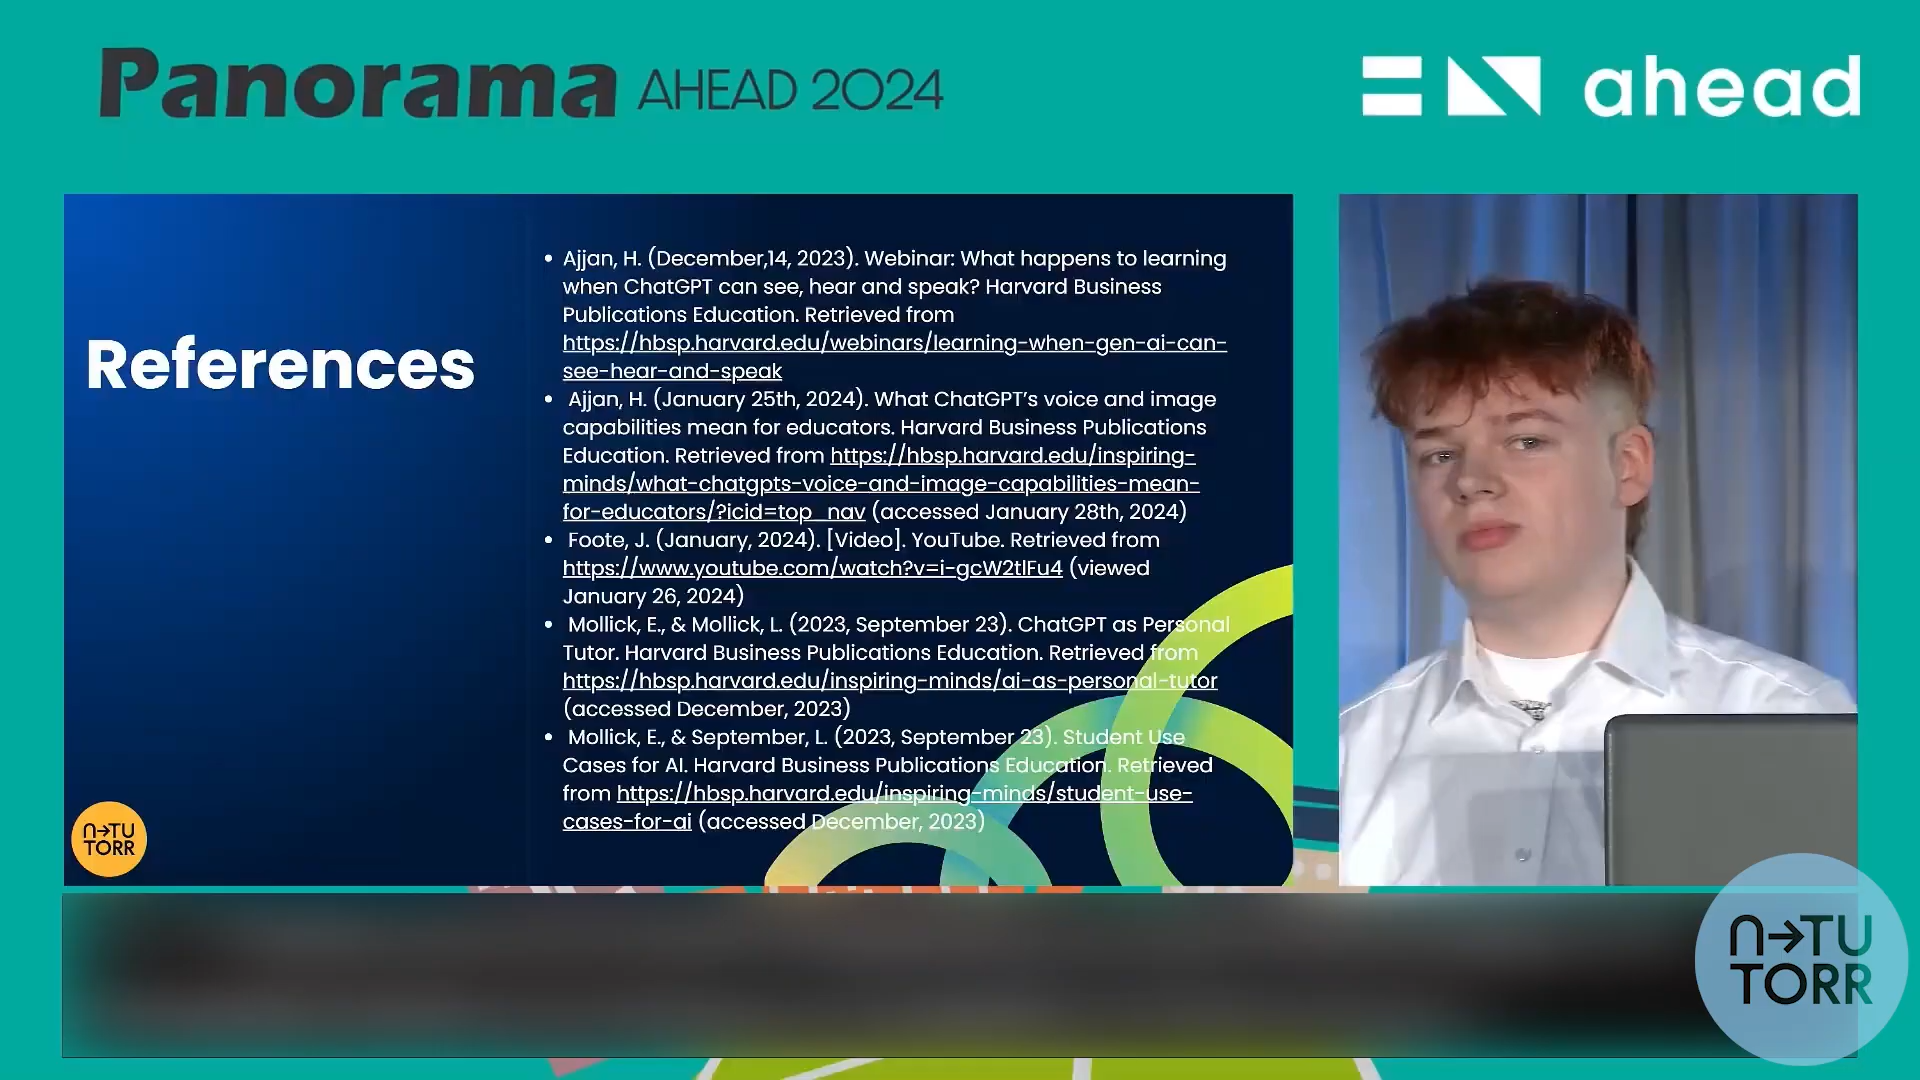 Panorama AHEAD 2024
ahead
References
• Ajjan, H. (December,14, 2023). Webinar: What happens to learning
when ChatGPT can see, hear and speak? Harvard Business
Publications Education. Retrieved from
https://hbsp.harvard.edu/webinars/learning-when-gen-ai-can-
see-hear-and-speak
• Ajjan, H. (January 25th, 2024). What ChatGPT’s voice and image
capabilities mean for educators. Harvard Business Publications
Education. Retrieved from https://hbsp.harvard.edu/inspiring-
minds/what-chatgpts-voice-and-image-capabilities-mean-
for-educators/?icid=top_nav (accessed January 28th, 2024)
• Foote, J. (January, 2024). [Video]. YouTube. Retrieved from
https://www.youtube.com/watch?v=i-gcW2tlFu4 (viewed
January 26, 2024)
• Mollick, E., & Mollick, L. (2023, September 23). ChatGPT as Personal
Tutor. Harvard Business Publications Education. Retrieved from
https://hbsp.harvard.edu/inspiring-minds/ai-as-personal-tutor
(accessed December, 2023)
• Mollick, E., & September, L. (2023, September 23). Student Use
Cases for AI. Harvard Business Publications Education. Retrieved
from https://hbsp.harvard.edu/inspiring-minds/student-use-
cases-for-ai (accessed December, 2023)
N→TU
TORR
N→TU
TORR